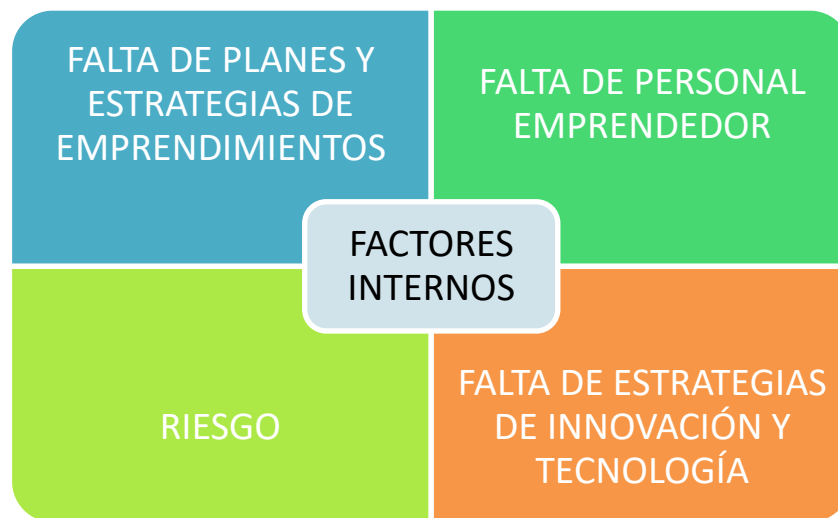 FALTA DE PLANES Y
ESTRATEGIAS DE
EMPRENDIMIENTOS
FALTA DE PERSONAL
EMPRENDEDOR
FACTORES
INTERNOS
RIESGO
FALTA DE ESTRATEGIAS
DE INNOVACIÓN Y
TECNOLOGÍA